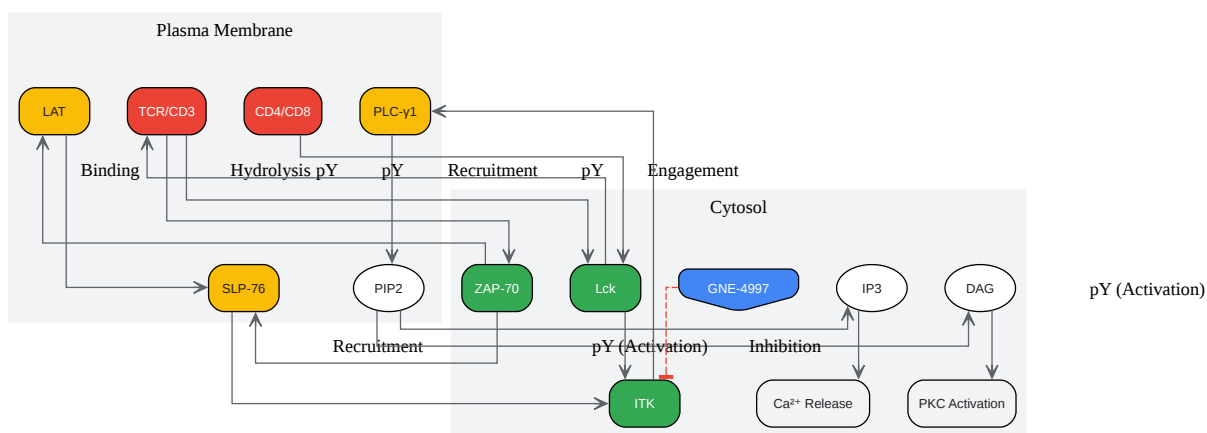 Plasma Membrane
LAT
TCR/CD3
CD4/CD8
PLC-γ1
Binding
Hydrolysis
pY
pY
Recruitment
pY
Engagement
Cytosol
SLP-76
PIP2
ZAP-70
Lck
GNE-4997
IP3
DAG
pY (Activation)
Recruitment
pY (Activation)
Inhibition
ITK
Ca²⁺ Release
PKC Activation